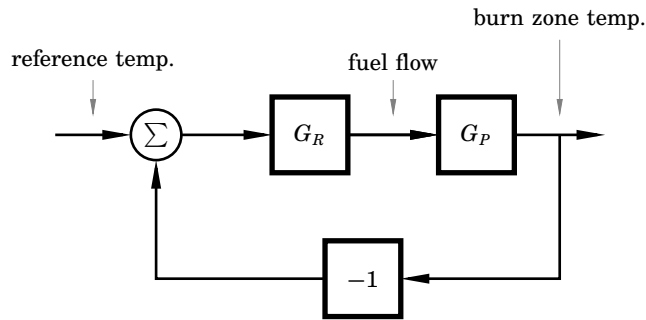 burn zone temp.
reference temp.
fuel flow
∑
G_R
G_P
−1